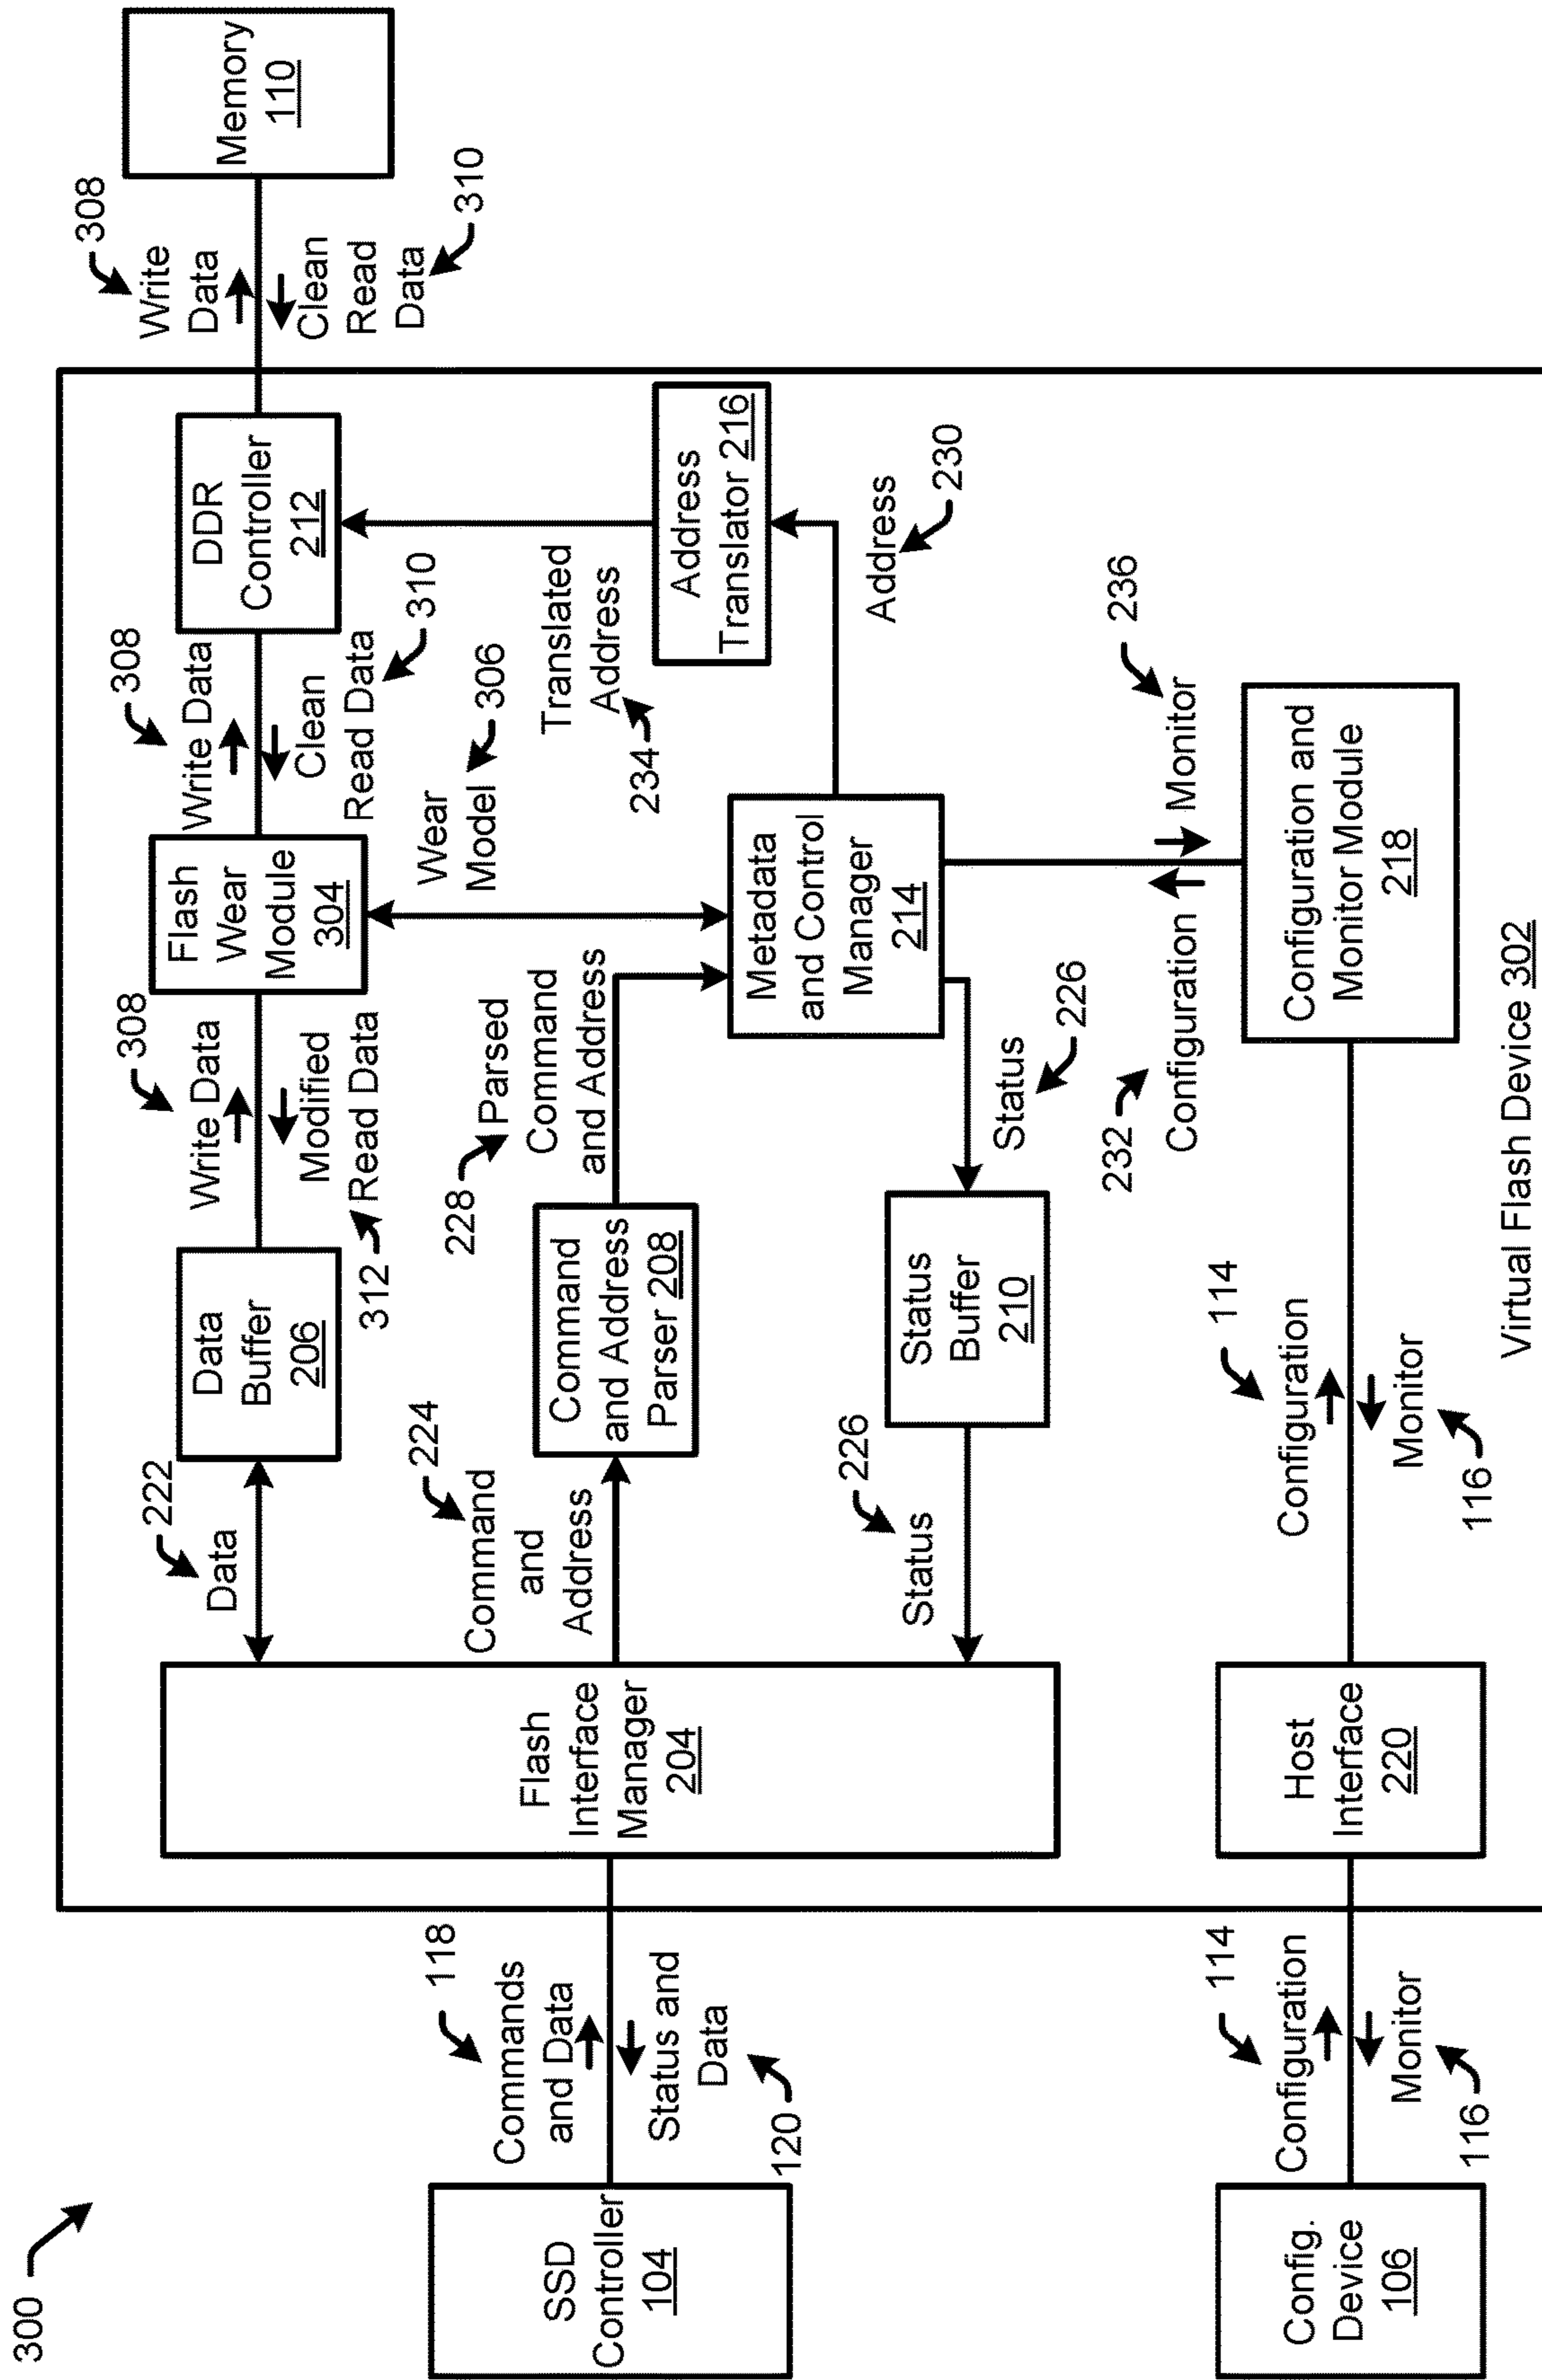 300
SSD
Controller
104
118
Commands
and Data
Status and
Data
120
Config.
Device
106
114
Configuration
Monitor
116
Flash
Interface
Manager
204
Host
Interface
220
222
Data
224
Command
and
Address
226
Status
114
Configuration
Monitor
116
Data
Buffer
206
Command
and Address
Parser 208
Status
Buffer
210
308
Write Data
Modified
Read Data
312
228
Parsed
Command
and Address
Status
226
232
Configuration
Monitor
236
Flash
Wear
Module
304
Wear
Model
306
Metadata
and Control
Manager
214
Configuration and
Monitor Module
218
308
Write Data
Clean
Read Data
310
Translated
Address
234
DDR
Controller
212
Address
Translator 216
Address
230
308
Write
Data
Clean
Read
Data
310
Memory
110
Virtual Flash Device 302